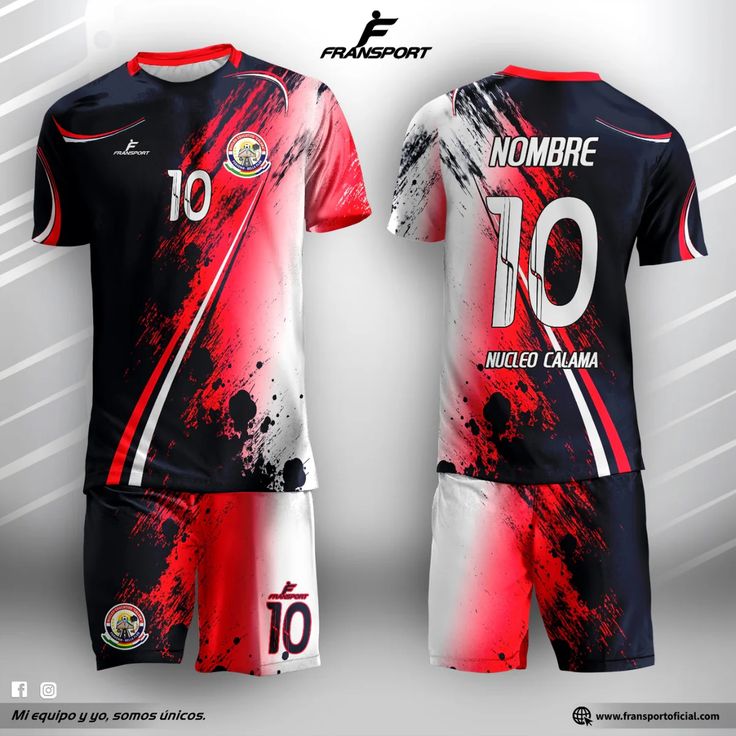 FRANSPORT
FRANSPORT
10
NOMBRE
10
NUCLEO CALAMA
FRANSPORT
10
Mi equipo y yo, somos únicos.
www.fransportoficial.com